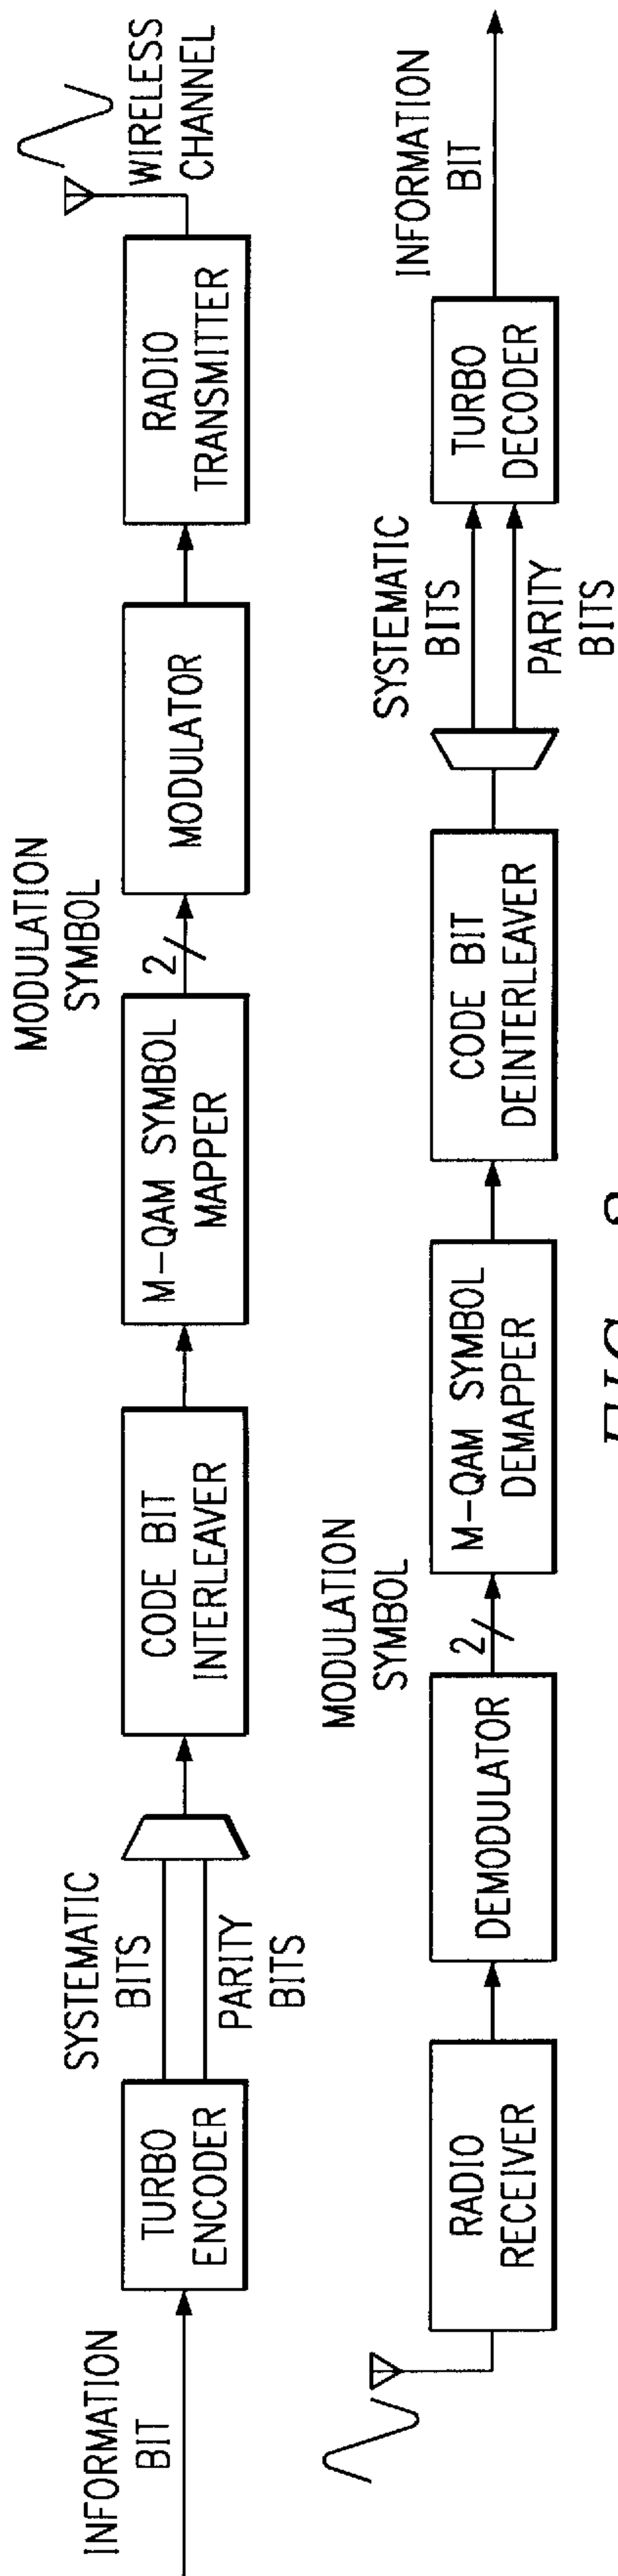 INFORMATION
BIT
TURBO
ENCODER
SYSTEMATIC
BITS
PARITY
BITS
CODE BIT
INTERLEAVER
M-QAM SYMBOL
MAPPER
MODULATION
SYMBOL
2
MODULATOR
RADIO
TRANSMITTER
WIRELESS
CHANNEL
RADIO
RECEIVER
DEMODULATOR
MODULATION
SYMBOL
2
M-QAM SYMBOL
DEMAPPER
CODE BIT
DEINTERLEAVER
SYSTEMATIC
BITS
PARITY
BITS
TURBO
DECODER
INFORMATION
BIT